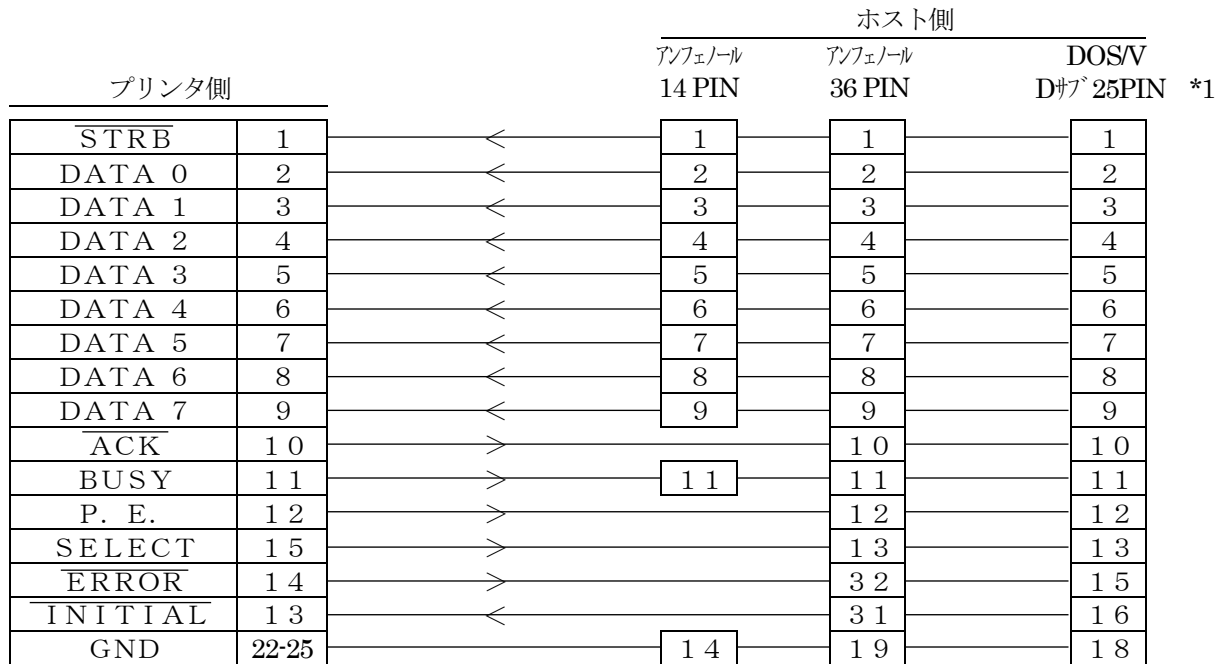 ホスト側
アンフェノール アンフェノール DOS/V
プリンタ側 14 PIN 36 PIN Dサブ 25PIN *1
STRB 1 1 1 1
DATA 0 2 2 2 2
DATA 1 3 3 3 3
DATA 2 4 4 4 4
DATA 3 5 5 5 5
DATA 4 6 6 6 6
DATA 5 7 7 7 7
DATA 6 8 8 8 8
DATA 7 9 9 9 9
ACK 10 10 10
BUSY 11 11 11 11
P. E. 12 12 12
SELECT 15 13 13
ERROR 14 32 15
INITIAL 13 31 16
GND 22-25 14 19 18